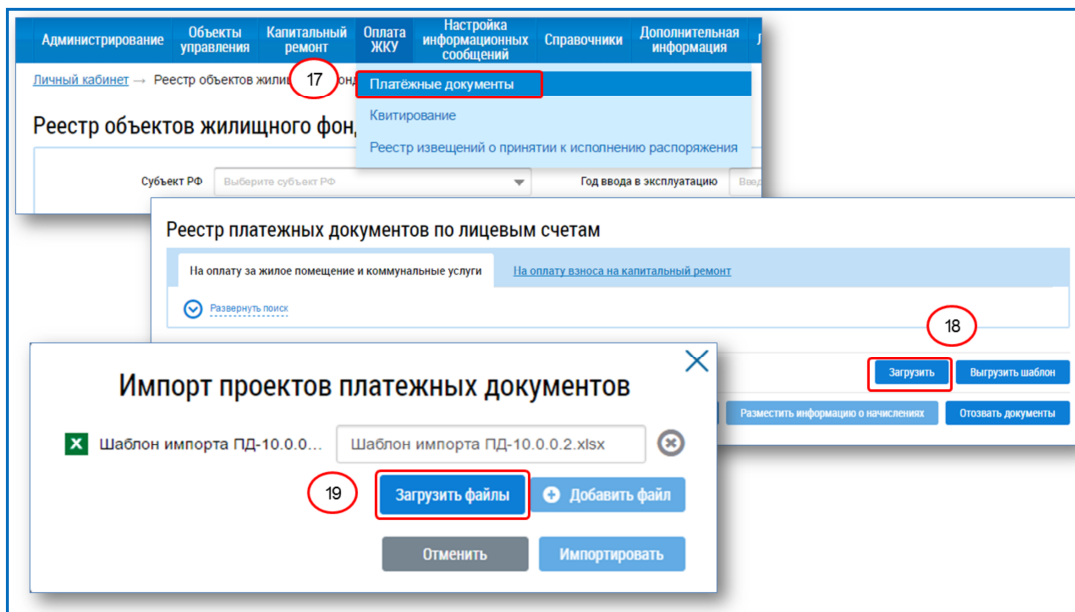 Администрирование
Объекты управления
Капитальный ремонт
Оплата ЖКУ
Настройка информационных сообщений
Справочники
Дополнительная информация
Личный кабинет → Реестр объектов
17
Платёжные документы
Квитирование
Реестр извещений о принятии к исполнению распоряжения
Реестр объектов жилищного
Субъект РФ
Выберите субъект РФ
Год ввода в эксплуатацию
Реестр платежных документов по лицевым счетам
На оплату за жилое помещение и коммунальные услуги
На оплату взноса на капитальный ремонт
Развернуть поиск
18
Загрузить
Выгрузить шаблон
Разместить информацию о начислениях
Отозвать документы
Импорт проектов платежных документов
Шаблон импорта ПД-10.0.0...
Шаблон импорта ПД-10.0.0.2.xlsx
19
Загрузить файлы
Добавить файл
Отменить
Импортировать